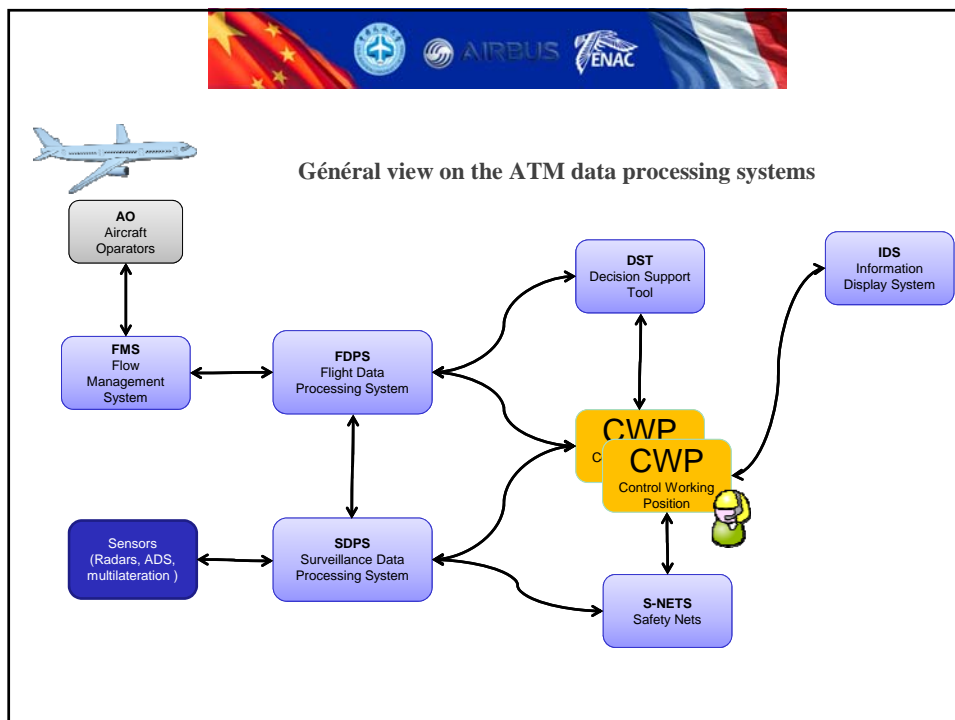 AIRBUS
ENAC
Général view on the ATM data processing systems
AO
Aircraft
Oparators
DST
Decision Support
Tool
IDS
Information
Display System
FMS
Flow
Management
System
FDPS
Flight Data
Processing System
CWP
C
CWP
Control Working
Position
Sensors
(Radars, ADS,
multilateration )
SDPS
Surveillance Data
Processing System
S-NETS
Safety Nets